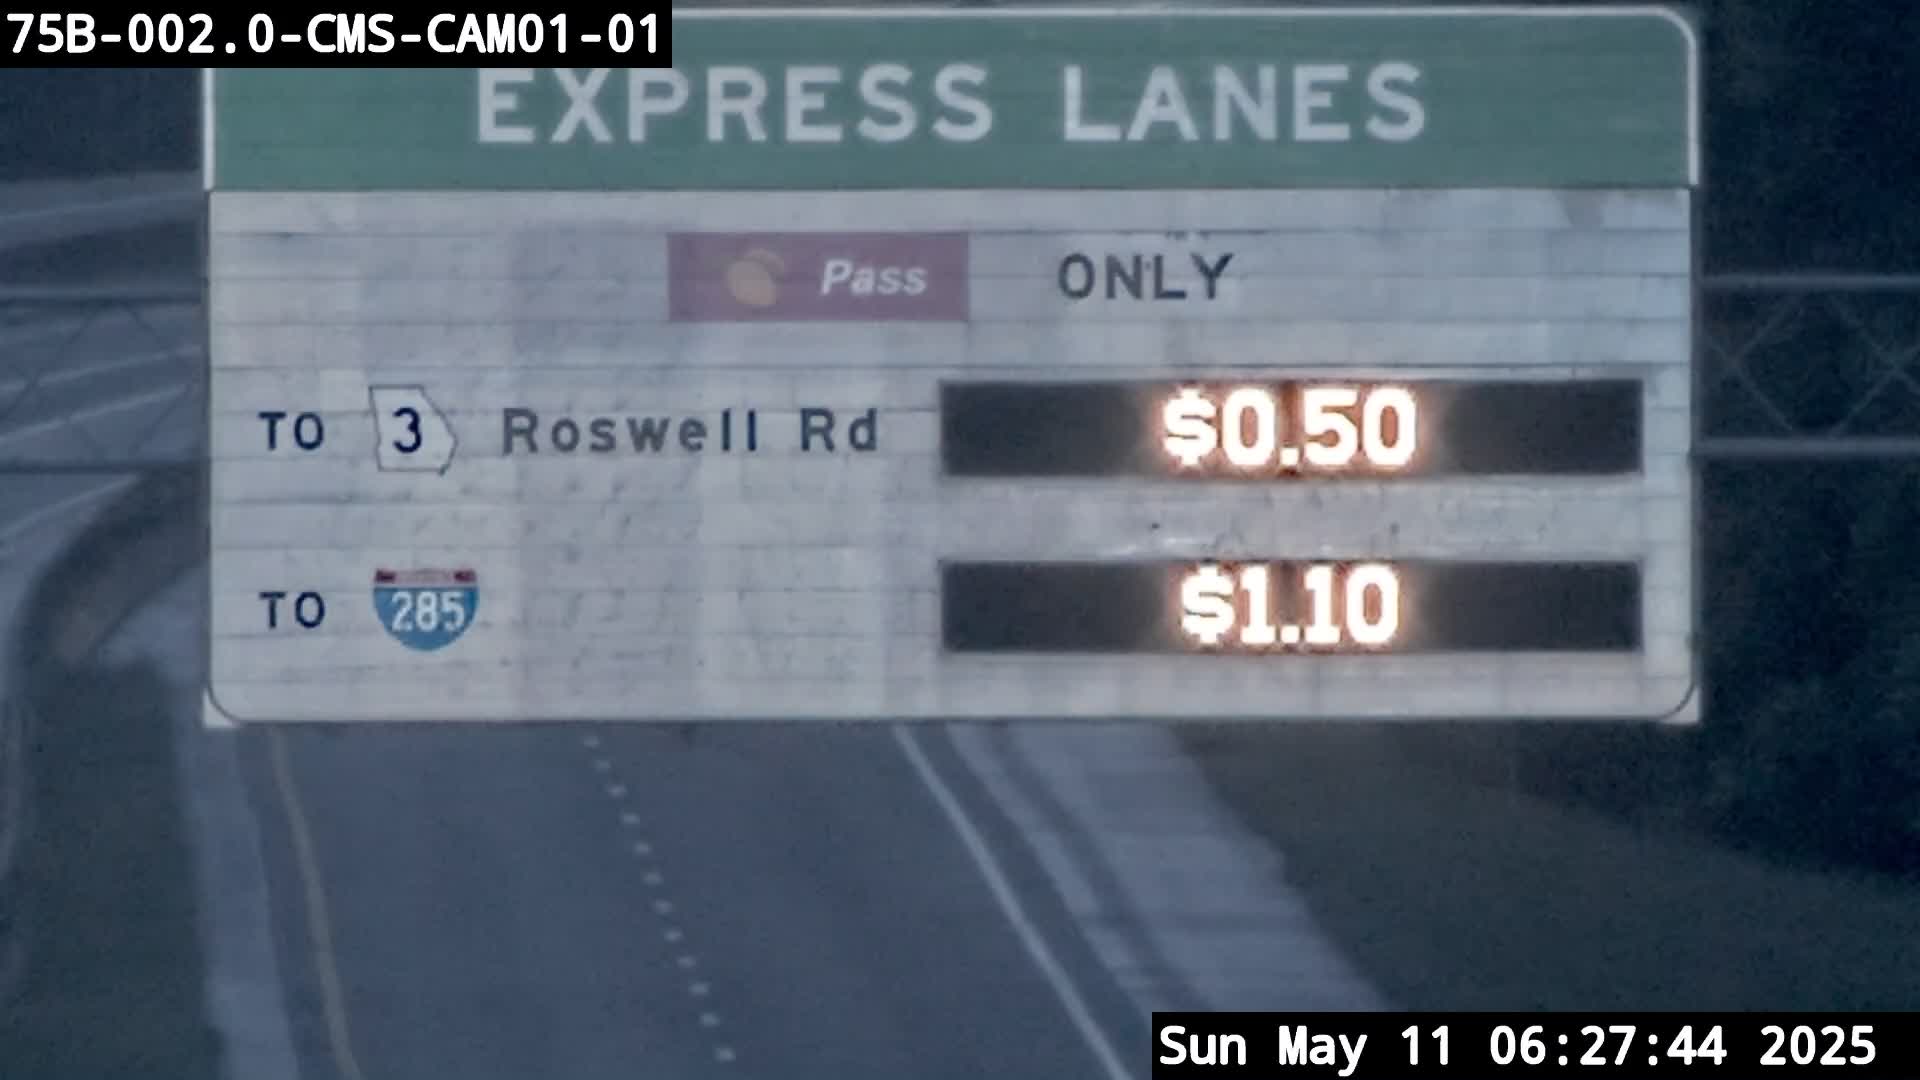 75B-002.0-CMS-CAM01-01
EXPRESS LANES
Pass ONLY
TO 3 Roswell Rd $0.50
TO 285 $1.10
Sun May 11 06:27:44 2025